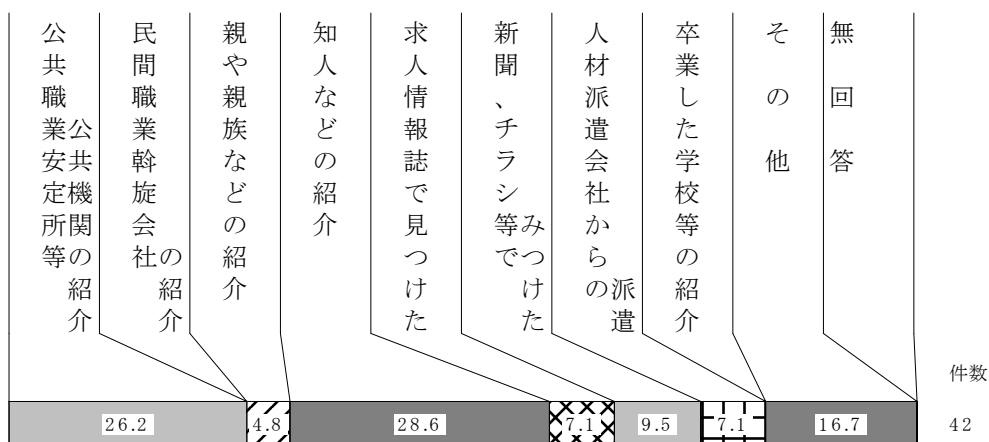 公共職業安定所等
公共機関の紹介
民間職業斡旋会社
の紹介
親や親族などの紹介
知人などの紹介
求人情報誌で見つけた
新聞、チラシ等で
みつけた
人材派遣会社からの
派遣
卒業した学校等の紹介
その他
無回答
件数
26.2
4.8
28.6
7.1
9.5
7.1
16.7
42